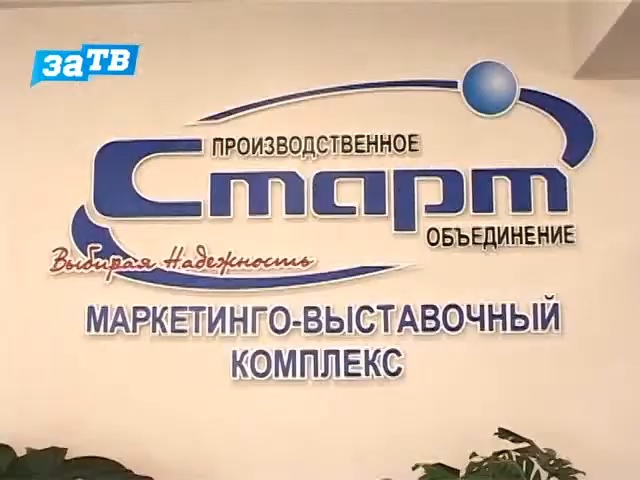 заТВ
ПРОИЗВОДСТВЕННОЕ
Старт
ОБЪЕДИНЕНИЕ
Выбирая Надежность
МАРКЕТИНГО-ВЫСТАВОЧНЫЙ
КОМПЛЕКС